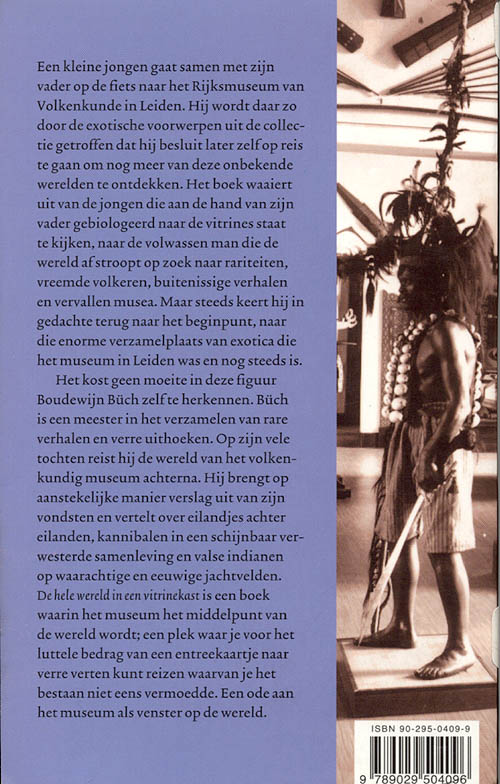 Een kleine jongen gaat samen met zijn
vader op de fiets naar het Rijksmuseum van
Volkenkunde in Leiden. Hij wordt daar zo
door de exotische voorwerpen uit de collec-
tie getroffen dat hij besluit later zelf op reis
te gaan om nog meer van deze onbekende
werelden te ontdekken. Het boek waaiert
uit van de jongen die aan de hand van zijn
vader gebiologeerd naar de vitrines staat
te kijken, naar de volwassen man die de
wereld afstroopt op zoek naar rariteiten,
vreemde volkeren, buitenissige verhalen
en vervallen musea. Maar steeds keert hij in
gedachte terug naar het beginpunt, naar
die enorme verzamelplaats van exotica die
het museum in Leiden was en nog steeds is.
Het kost geen moeite in deze figuur
Boudewijn Büch zelf te herkennen. Büch
is een meester in het verzamelen van rare
verhalen en verre uithoeken. Op zijn vele
tochten reist hij de wereld van het volken-
kundig museum achterna. Hij brengt op
aanstekelijke manier verslag uit van zijn
vondsten en vertelt over eilandjes achter
eilanden, kannibalen in een schijnbaar ver-
westerde samenleving en valse indianen
op waarachtige en eeuwige jachtvelden.
De hele wereld in een vitrinekast is een boek
waarin het museum het middelpunt van
de wereld wordt; een plek waar je voor het
luttele bedrag van een entreekaartje naar
verre verten kunt reizen waarvan je het
bestaan niet eens vermoedde. Een ode aan
het museum als venster op de wereld.
ISBN 90-295-0409-9
9 789029 504096